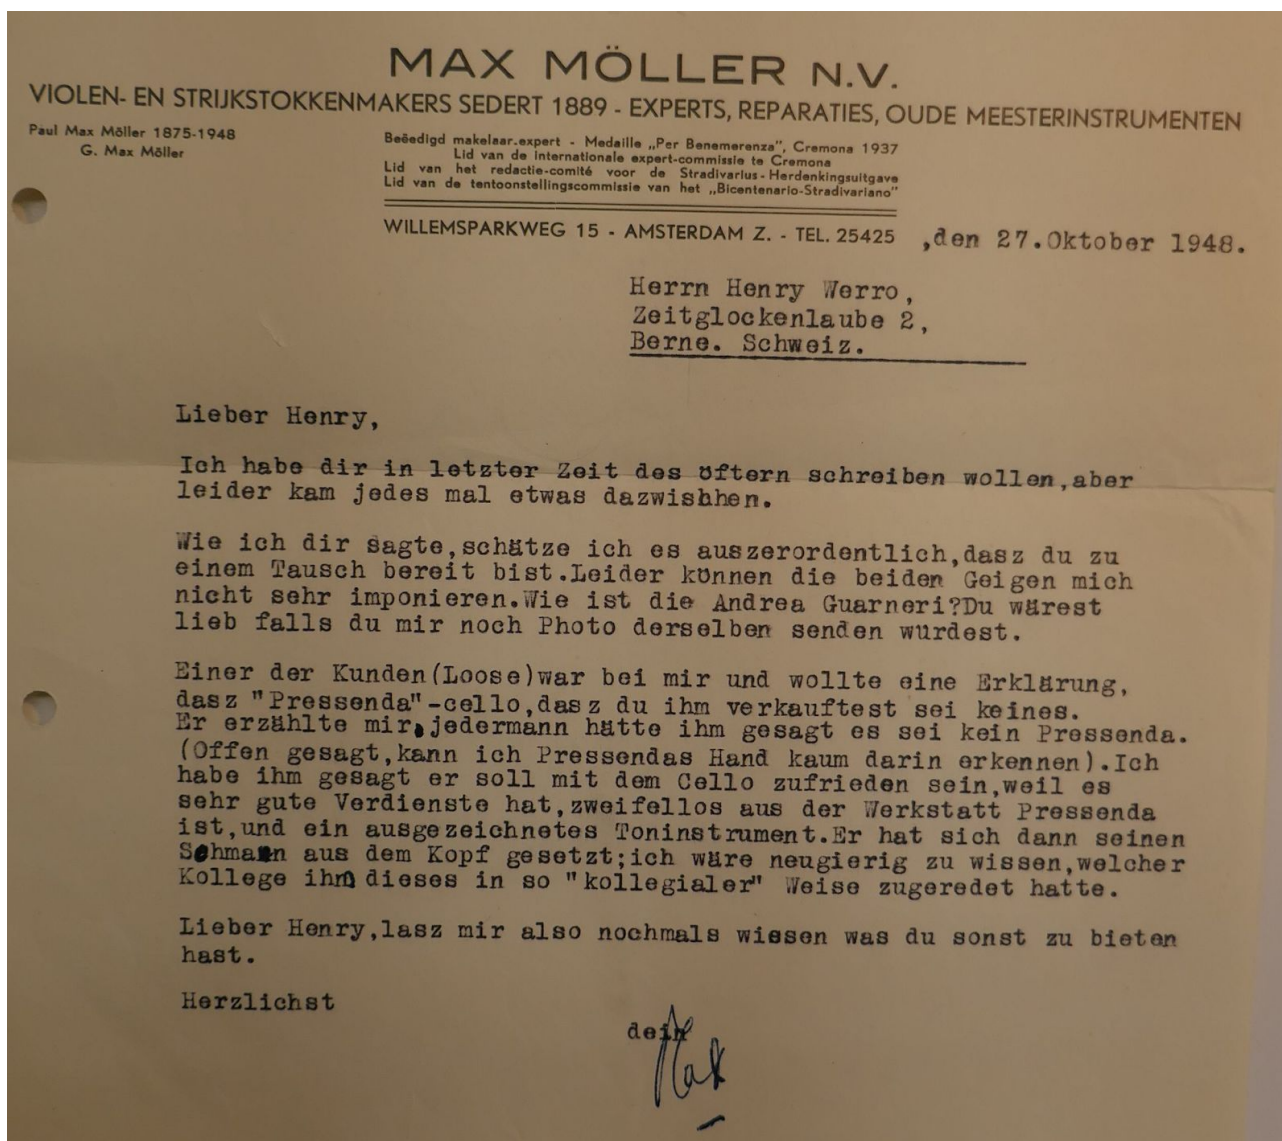 MAX MÖLLER N.V.
VIOLEN- EN STRIJKSTOKKENMAKERS SEDERT 1889 - EXPERTS, REPARATIES, OUDE MEESTERINSTRUMENTEN
Paul Max Möller 1875-1948
G. Max Möller
Beëedigd makelaar.expert - Medaille „Per Benemerenza", Cremona 1937
Lid van de internationale expert-commissie te Cremona
Lid van het redactie-comité voor de Stradivarius-Herdenkingsuitgave
Lid van de tentoonstellingscommissie van het „Bicentenario-Stradivariano"
WILLEMSPARKWEG 15 - AMSTERDAM Z. - TEL. 25425 ,den 27.Oktober 1948.
Herrn Henry Werro,
Zeitglockenlaube 2,
Berne. Schweiz.
Lieber Henry,
Ich habe dir in letzter Zeit des öftern schreiben wollen,aber
leider kam jedes mal etwas dazwishhen.
Wie ich dir sagte,schätze ich es auszerordentlich,dasz du zu
einem Tausch bereit bist.Leider können die beiden Geigen mich
nicht sehr imponieren.Wie ist die Andrea Guarneri?Du wärest
lieb falls du mir noch Photo derselben senden wurdest.
Einer der Kunden(Loose)war bei mir und wollte eine Erklärung,
dasz "Pressenda"-cello,dasz du ihm verkauftest sei keines.
Er erzählte mir,jedermann hätte ihm gesagt es sei kein Pressenda.
(Offen gesagt,kann ich Pressendas Hand kaum darin erkennen).Ich
habe ihm gesagt er soll mit dem Cello zufrieden sein,weil es
sehr gute Verdienste hat,zweifellos aus der Werkstatt Pressenda
ist,und ein ausgezeichnetes Toninstrument.Er hat sich dann seinen
aus dem Kopf gesetzt;ich wäre neugierig zu wissen,welcher
Kollege ihm dieses in so "kollegialer" Weise zugeredet hatte.
Lieber Henry,lasz mir also nochmals wissen was du sonst zu bieten
hast.
Herzlichst
dein
Max